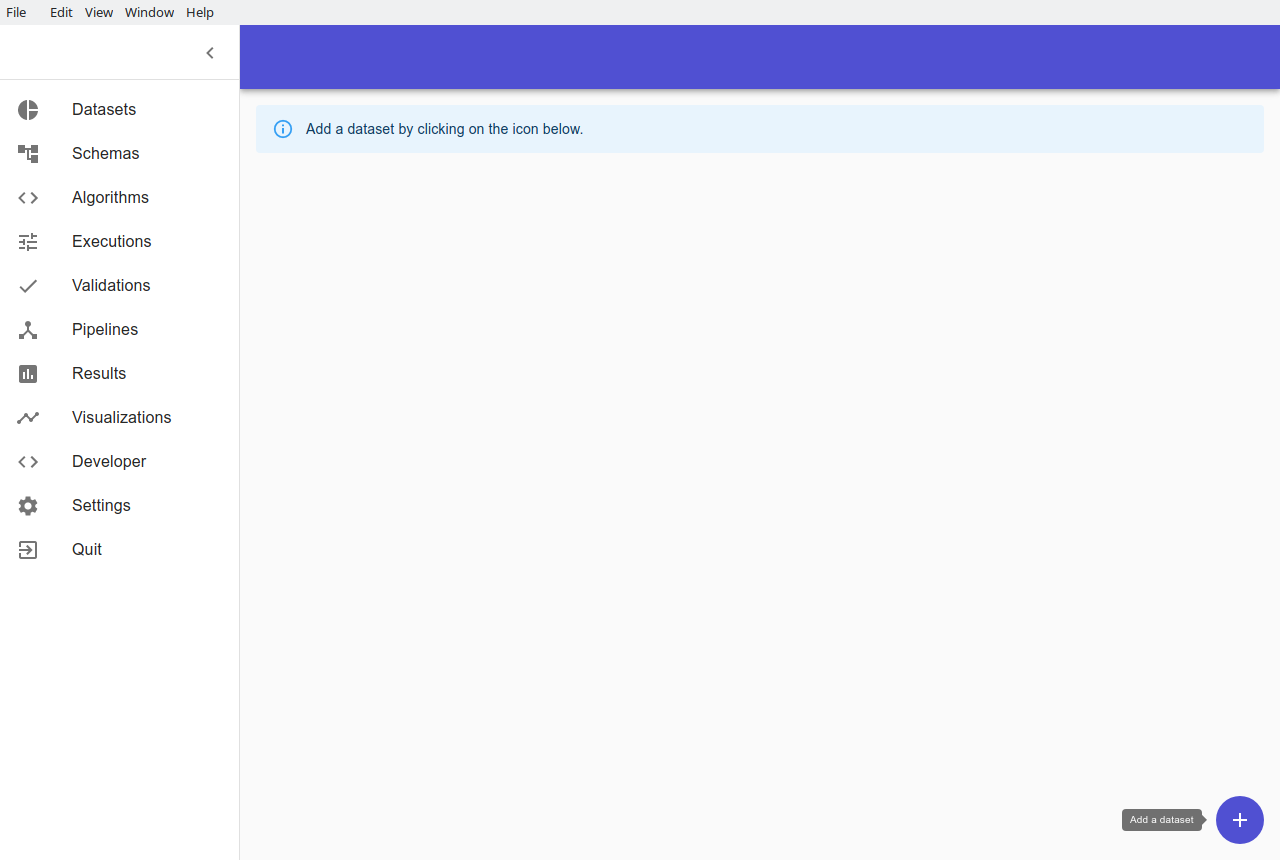 File Edit View Window Help
Datasets
Schemas
Algorithms
Executions
Validations
Pipelines
Results
Visualizations
Developer
Settings
Quit
Add a dataset by clicking on the icon below.
Add a dataset